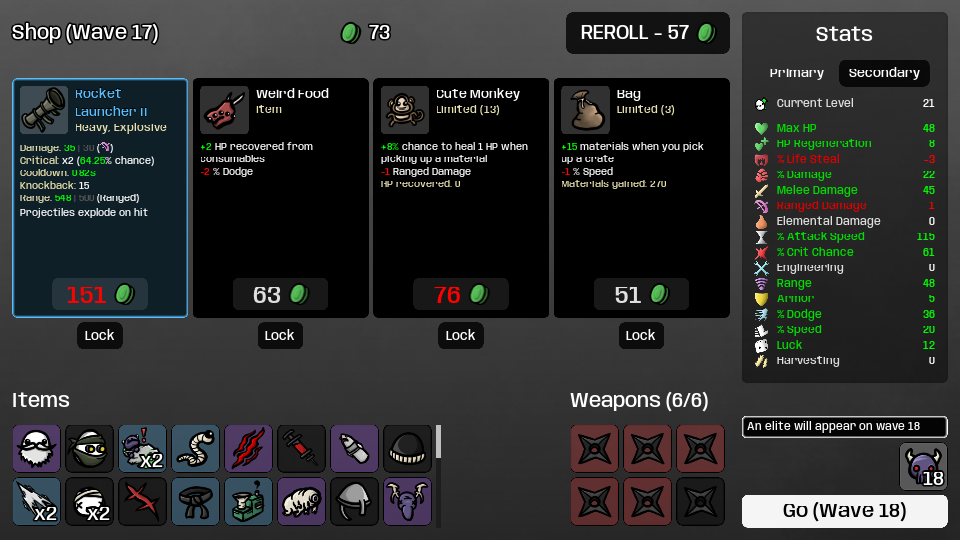 Shop (Wave 17)
73
REROLL - 57
Rocket
Launcher II
Heavy, Explosive
Damage: 35 | 30 ( )
Critical: x2 (64.25% chance)
Cooldown: 0.82s
Knockback: 15
Range: 548 | 500 (Ranged)
Projectiles explode on hit
151
Lock
Weird Food
Item
+2 HP recovered from
consumables
-2 % Dodge
63
Lock
Cute Monkey
Limited (13)
+8% chance to heal 1 HP when
picking up a material
-1 Ranged Damage
HP recovered: 0
76
Lock
Bag
Limited (3)
+15 materials when you pick
up a crate
-1 % Speed
Materials gained: 270
51
Lock
Stats
Primary Secondary
Current Level 21
Max HP 48
HP Regeneration 8
% Life Steal -3
% Damage 22
Melee Damage 45
Ranged Damage 1
Elemental Damage 0
% Attack Speed 115
% Crit Chance 61
Engineering 0
Range 48
Armor 5
% Dodge 36
% Speed 20
Luck 12
Harvesting 0
Items
x2
x2
x2
Weapons (6/6)
An elite will appear on wave 18
18
Go (Wave 18)